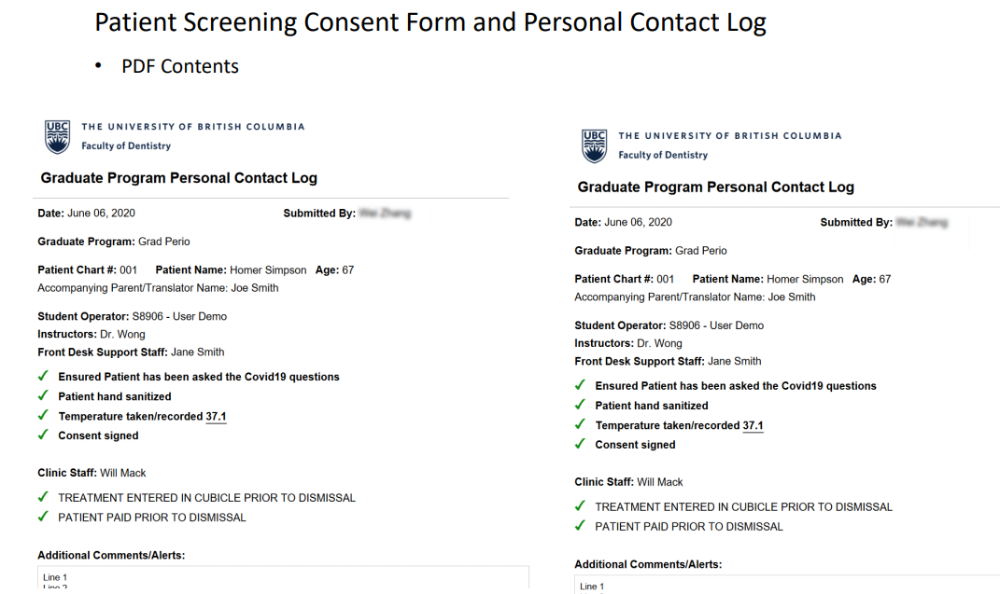 Patient Screening Consent Form and Personal Contact Log
• PDF Contents
UBC
THE UNIVERSITY OF BRITISH COLUMBIA
Faculty of Dentistry
Graduate Program Personal Contact Log
Date: June 06, 2020 Submitted By:
Graduate Program: Grad Perio
Patient Chart #: 001 Patient Name: Homer Simpson Age: 67
Accompanying Parent/Translator Name: Joe Smith
Student Operator: S8906 - User Demo
Instructors: Dr. Wong
Front Desk Support Staff: Jane Smith
✓ Ensured Patient has been asked the Covid19 questions
✓ Patient hand sanitized
✓ Temperature taken/recorded 37.1
✓ Consent signed
Clinic Staff: Will Mack
✓ TREATMENT ENTERED IN CUBICLE PRIOR TO DISMISSAL
✓ PATIENT PAID PRIOR TO DISMISSAL
Additional Comments/Alerts:
Line 1
Line 2
UBC
THE UNIVERSITY OF BRITISH COLUMBIA
Faculty of Dentistry
Graduate Program Personal Contact Log
Date: June 06, 2020 Submitted By:
Graduate Program: Grad Perio
Patient Chart #: 001 Patient Name: Homer Simpson Age: 67
Accompanying Parent/Translator Name: Joe Smith
Student Operator: S8906 - User Demo
Instructors: Dr. Wong
Front Desk Support Staff: Jane Smith
✓ Ensured Patient has been asked the Covid19 questions
✓ Patient hand sanitized
✓ Temperature taken/recorded 37.1
✓ Consent signed
Clinic Staff: Will Mack
✓ TREATMENT ENTERED IN CUBICLE PRIOR TO DISMISSAL
✓ PATIENT PAID PRIOR TO DISMISSAL
Additional Comments/Alerts:
Line 1